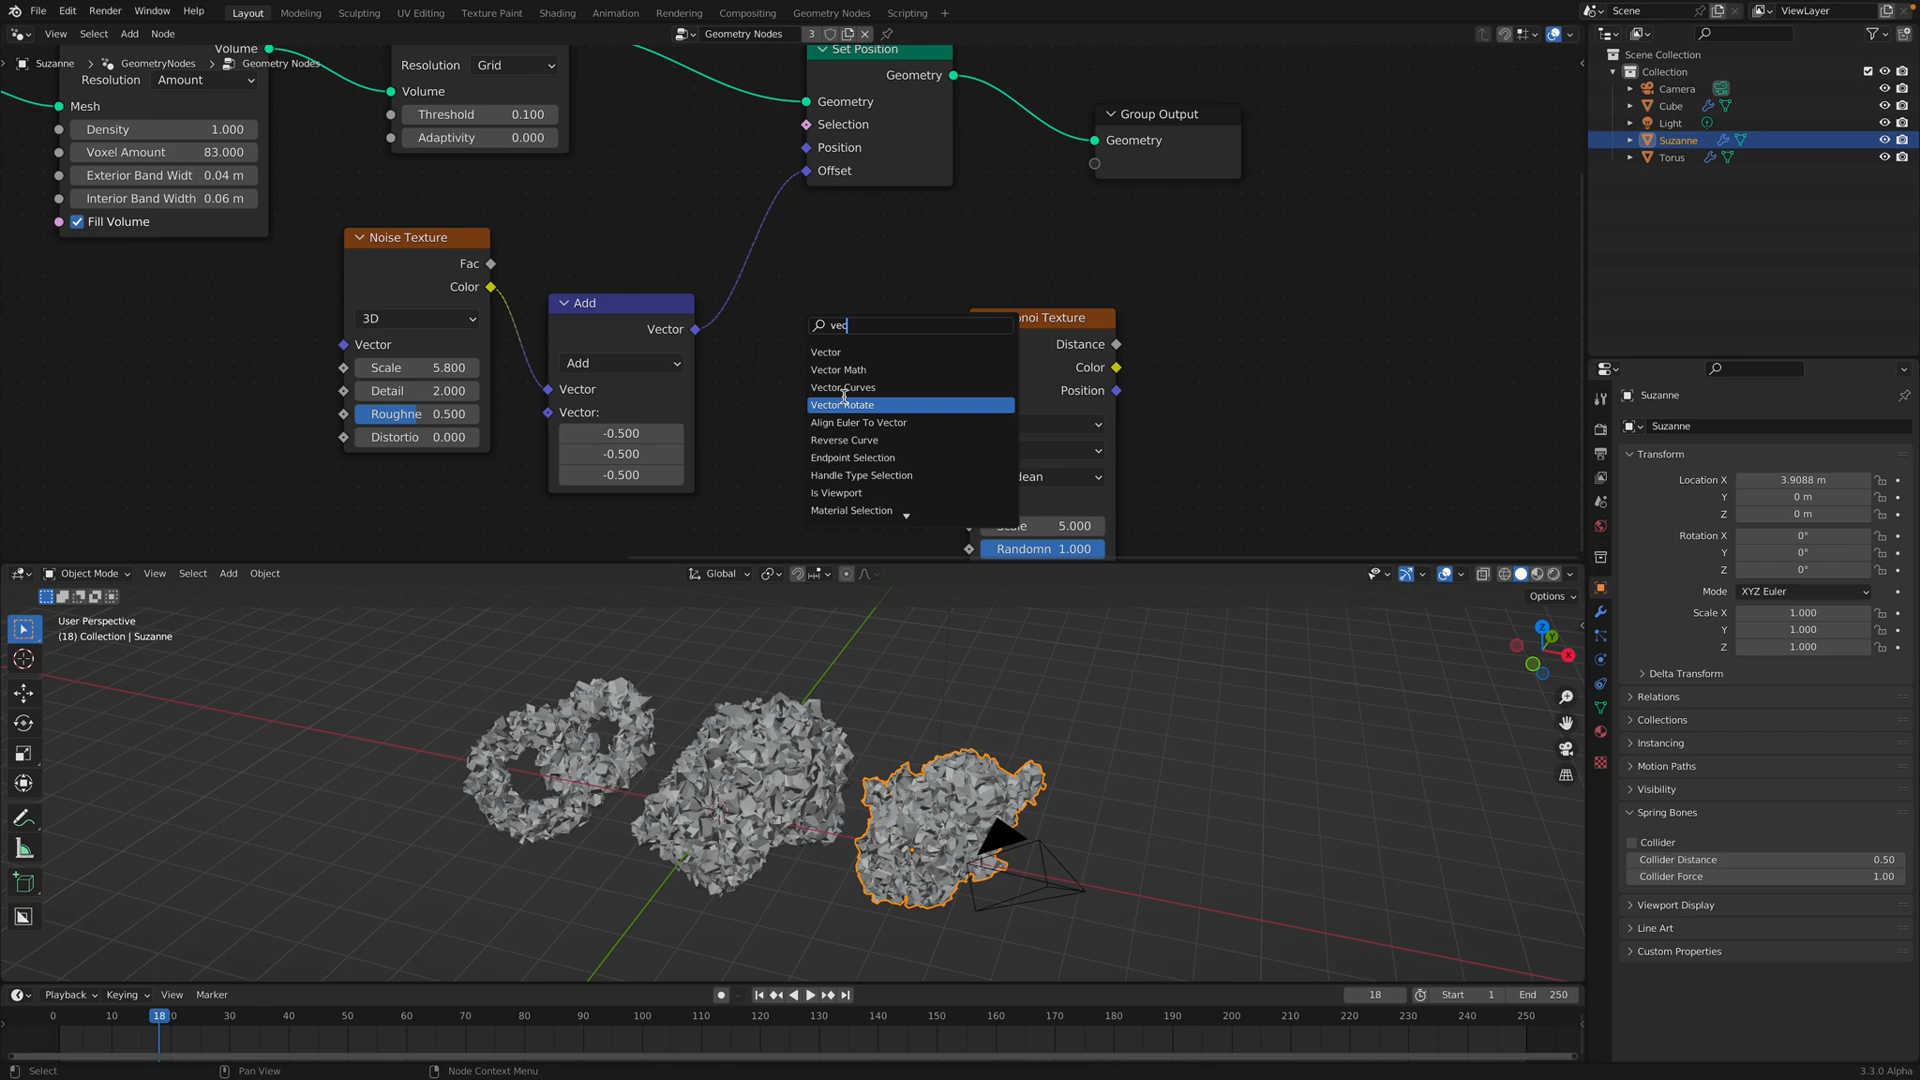 File Edit Render Window Help Layout Modeling Sculpting UV Editing Texture Paint Shading Animation Rendering Compositing Geometry Nodes Scripting + Scene ViewLayer
View Select Add Node Geometry Nodes 3
Suzanne > GeometryNodes > Geometry Nodes
Volume
Resolution Amount
Mesh
Density 1.000
Voxel Amount 83.000
Exterior Band Widt 0.04 m
Interior Band Width 0.06 m
Fill Volume
Resolution Grid
Volume
Threshold 0.100
Adaptivity 0.000
Set Position
Geometry
Geometry
Selection
Position
Offset
Group Output
Geometry
Noise Texture
Fac
Color
3D
Vector
Scale 5.800
Detail 2.000
Roughne 0.500
Distortio 0.000
Add
Vector
Add
Vector
Vector:
-0.500
-0.500
-0.500
vec
Vector
Vector Math
Vector Curves
Vector Rotate
Align Euler To Vector
Reverse Curve
Endpoint Selection
Handle Type Selection
Is Viewport
Material Selection
noi Texture
Distance
Color
Position
dean
Scale 5.000
Randomn 1.000
Object Mode View Select Add Object Global
Options
User Perspective
(18) Collection | Suzanne
Z
Y
X
Playback Keying View Marker 18 Start 1 End 250
0 10 18 20 30 40 50 60 70 80 90 100 110 120 130 140 150 160 170 180 190 200 210 220 230 240 250
Select Pan View Node Context Menu 3.3.0 Alpha
Scene Collection
Collection
Camera
Cube
Light
Suzanne
Torus
Suzanne
Suzanne
Transform
Location X 3.9088 m
Y 0 m
Z 0 m
Rotation X 0°
Y 0°
Z 0°
Mode XYZ Euler
Scale X 1.000
Y 1.000
Z 1.000
Delta Transform
Relations
Collections
Instancing
Motion Paths
Visibility
Spring Bones
Collider
Collider Distance 0.50
Collider Force 1.00
Viewport Display
Line Art
Custom Properties